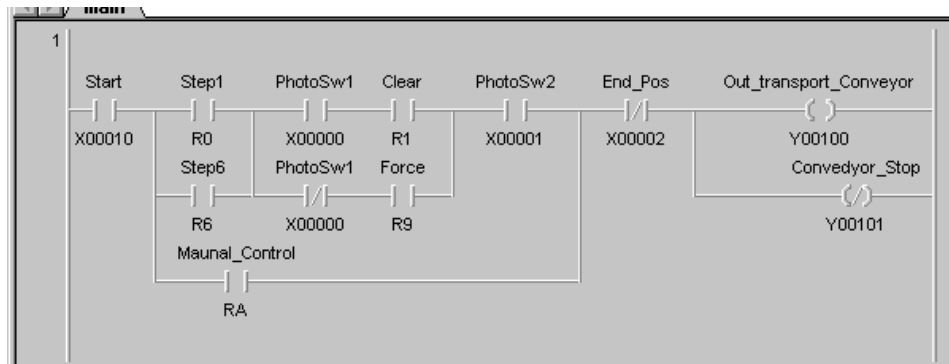 main
1
Start Step1 PhotoSw1 Clear PhotoSw2 End_Pos Out_transport_Conveyor
X00010 R0 X00000 R1 X00001 X00002 Y00100
Step6 PhotoSw1 Force Convedyor_Stop
R6 X00000 R9 Y00101
Maunal_Control
RA